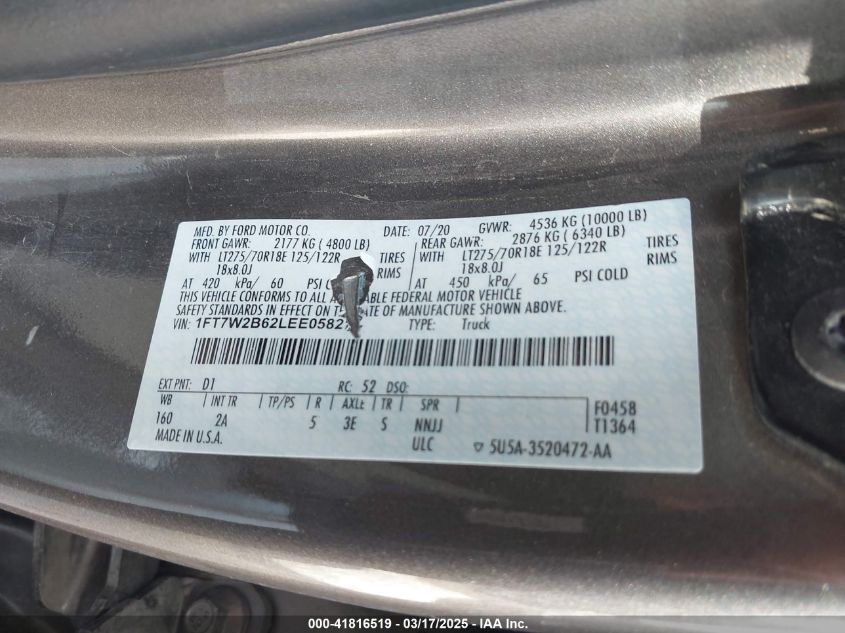 MFD. BY FORD MOTOR CO. DATE: 07/20 GVWR: 4536 KG (10000 LB)
FRONT GAWR: 2177 KG ( 4800 LB) REAR GAWR: 2876 KG ( 6340 LB)
WITH LT275/70R18E 125/122R TIRES WITH LT275/70R18E 125/122R TIRES
18x8.0J RIMS 18x8.0J RIMS
AT 420 kPa/ 60 PSI COLD AT 450 kPa/ 65 PSI COLD
THIS VEHICLE CONFORMS TO ALL FEDERAL MOTOR VEHICLE
SAFETY STANDARDS IN EFFECT ON DATE OF MANUFACTURE SHOWN ABOVE.
VIN: 1FT7W2B62LEE0582 TYPE: Truck
EXT PNT: D1 RC: 52 DSO:
WB INT TR TP/PS R AXLE TR SPR F0458
160 2A 5 3E S NNJJ T1364
MADE IN U.S.A. ULC ▽ 5U5A-3520472-AA
000-41816519 - 03/17/2025 - IAA Inc.